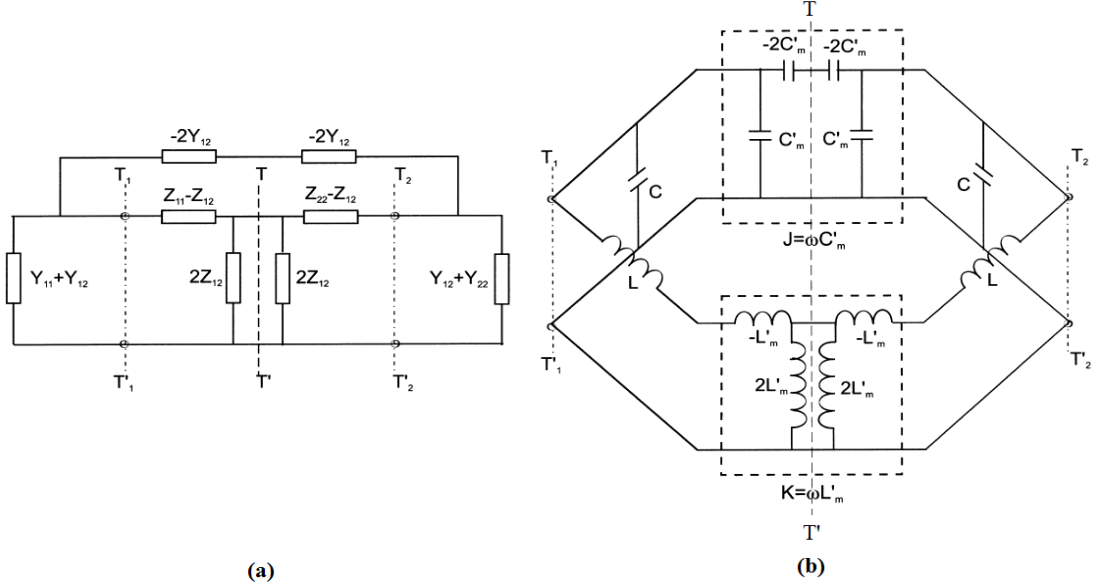 -2Y₁₂ -2Y₁₂
T₁ T T₂
Z₁₁-Z₁₂ Z₂₂-Z₁₂
Y₁₁+Y₁₂ 2Z₁₂ 2Z₁₂ Y₁₂+Y₂₂
T'₁ T' T'₂
(a)
T
-2C'ₘ -2C'ₘ
C'ₘ C'ₘ
T₁ T₂
C C
J=ωC'ₘ
L L
-L'ₘ -L'ₘ
T'₁ T'₂
2L'ₘ 2L'ₘ
K=ωL'ₘ
T'
(b)